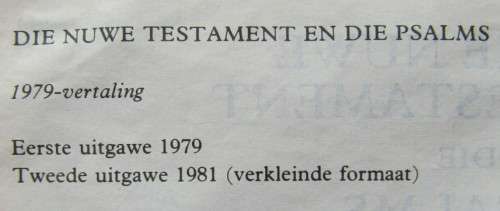 DIE NUWE TESTAMENT EN DIE PSALMS
1979-vertaling
Eerste uitgawe 1979
Tweede uitgawe 1981 (verkleinde formaat)